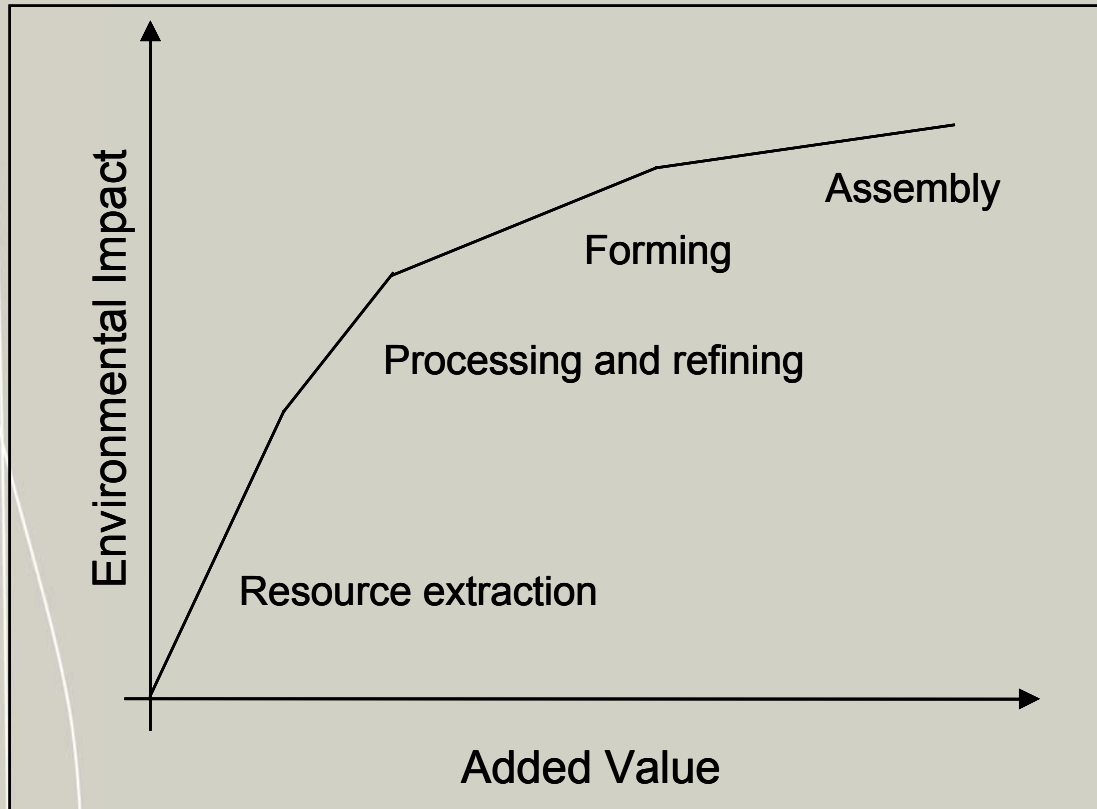 Environmental Impact
Assembly
Forming
Processing and refining
Resource extraction
Added Value